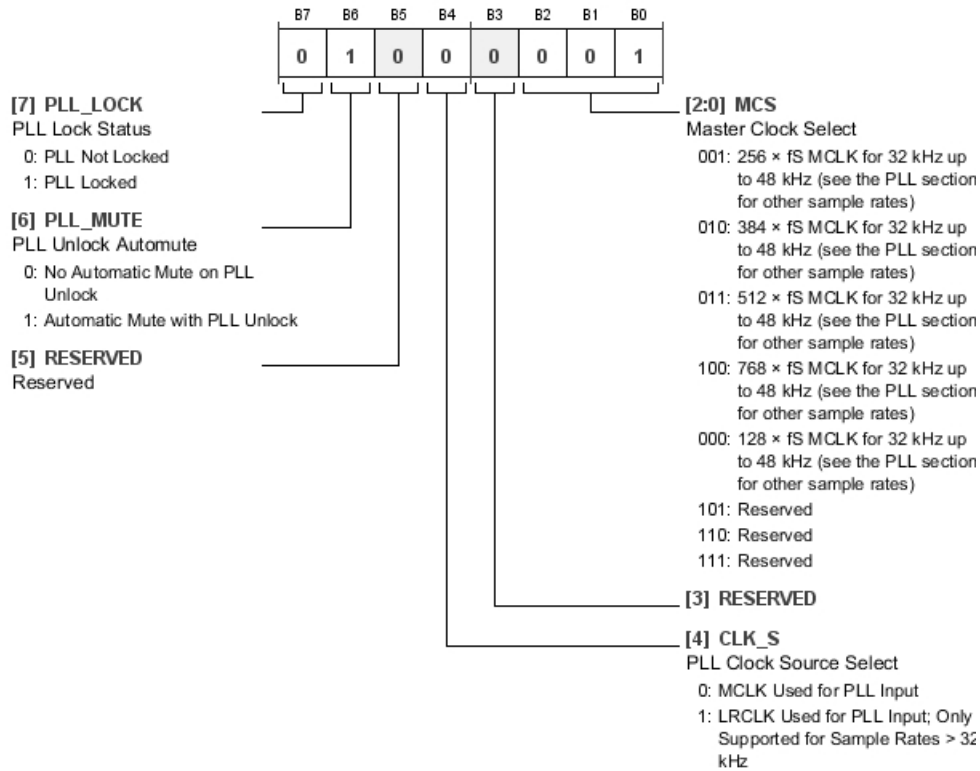 B7 B6 B5 B4 B3 B2 B1 B0
0 1 0 0 0 0 0 1
[7] PLL_LOCK
PLL Lock Status
0: PLL Not Locked
1: PLL Locked
[6] PLL_MUTE
PLL Unlock Automute
0: No Automatic Mute on PLL
Unlock
1: Automatic Mute with PLL Unlock
[5] RESERVED
Reserved
[2:0] MCS
Master Clock Select
001: 256 × fS MCLK for 32 kHz up
to 48 kHz (see the PLL section
for other sample rates)
010: 384 × fS MCLK for 32 kHz up
to 48 kHz (see the PLL section
for other sample rates)
011: 512 × fS MCLK for 32 kHz up
to 48 kHz (see the PLL section
for other sample rates)
100: 768 × fS MCLK for 32 kHz up
to 48 kHz (see the PLL section
for other sample rates)
000: 128 × fS MCLK for 32 kHz up
to 48 kHz (see the PLL section
for other sample rates)
101: Reserved
110: Reserved
111: Reserved
[3] RESERVED
[4] CLK_S
PLL Clock Source Select
0: MCLK Used for PLL Input
1: LRCLK Used for PLL Input; Only
Supported for Sample Rates > 32
kHz